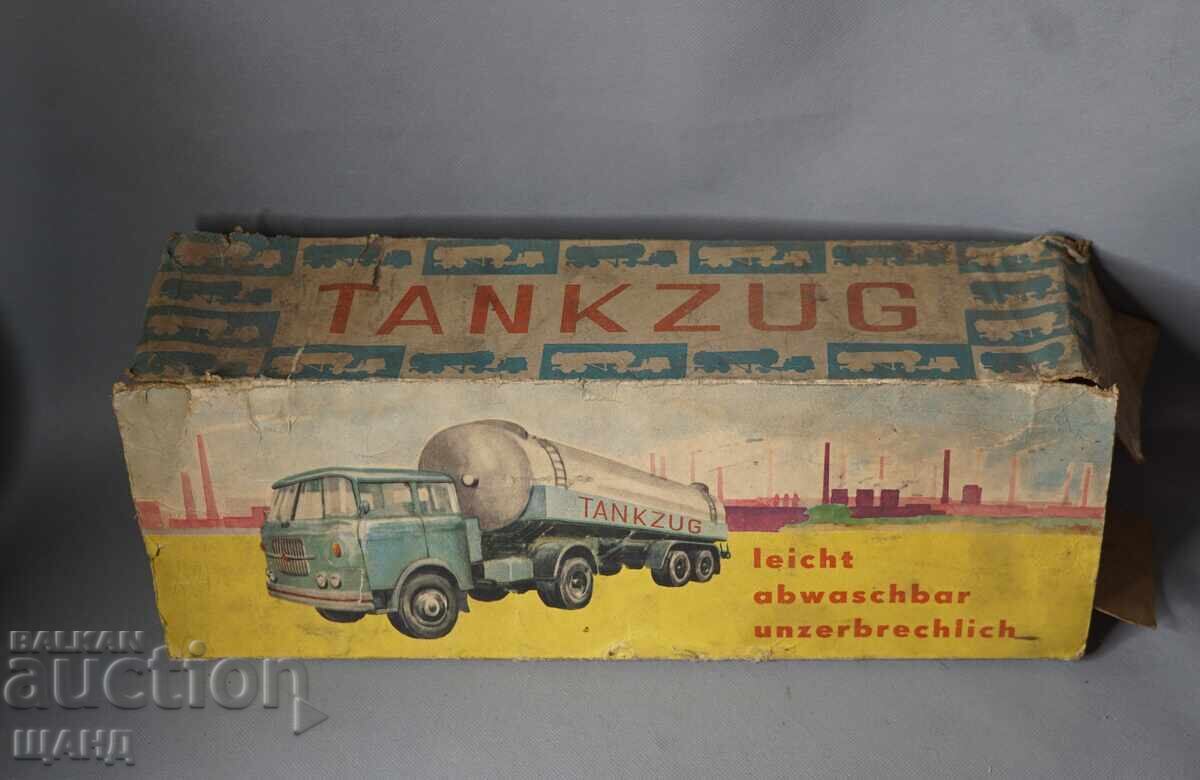 TANKZUG
TANKZUG
leicht
abwaschbar
unzerbrechlich
BALKAN
auction
ШАНД